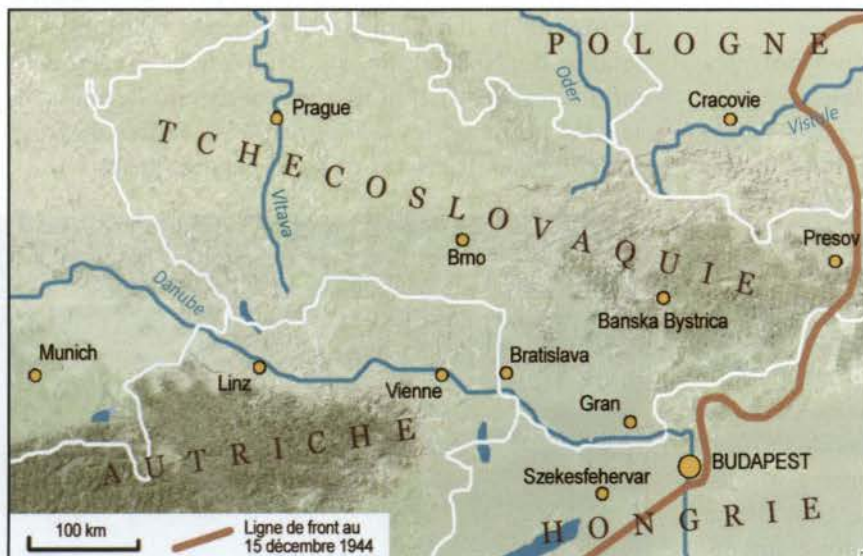 POLOGNE
Oder
Cracovie
Vistule
Prague
TCHECOSLOVAQUIE
Vltava
Brno
Presov
Danube
Banska Bystrica
Munich
Linz
Vienne
Bratislava
Gran
AUTRICHE
BUDAPEST
Szekesfehervar
HONGRIE
100 km
Ligne de front au
15 décembre 1944